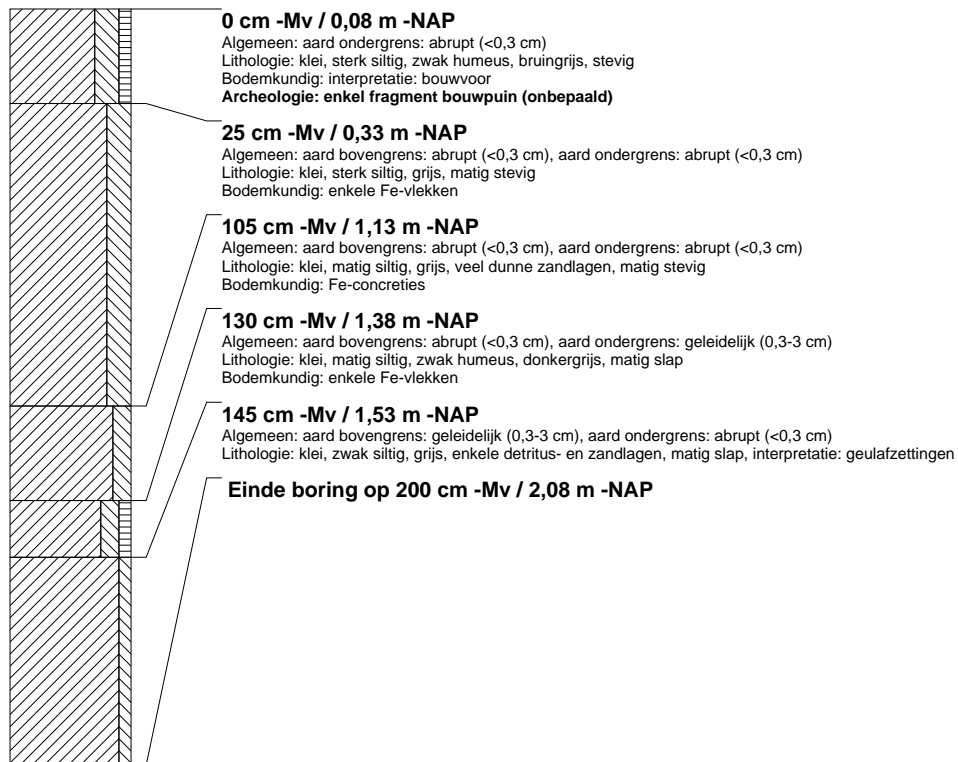 0 cm -Mv / 0,08 m -NAP
Algemeen: aard ondergrens: abrupt (<0,3 cm)
Lithologie: klei, sterk siltig, zwak humeus, bruingrijs, stevig
Bodemkundig: interpretatie: bouwvoor
Archeologie: enkel fragment bouwpuin (onbepaald)
25 cm -Mv / 0,33 m -NAP
Algemeen: aard bovengrens: abrupt (<0,3 cm), aard ondergrens: abrupt (<0,3 cm)
Lithologie: klei, sterk siltig, grijs, matig stevig
Bodemkundig: enkele Fe-vlekken
105 cm -Mv / 1,13 m -NAP
Algemeen: aard bovengrens: abrupt (<0,3 cm), aard ondergrens: abrupt (<0,3 cm)
Lithologie: klei, matig siltig, grijs, veel dunne zandlagen, matig stevig
Bodemkundig: Fe-concreties
130 cm -Mv / 1,38 m -NAP
Algemeen: aard bovengrens: abrupt (<0,3 cm), aard ondergrens: geleidelijk (0,3-3 cm)
Lithologie: klei, matig siltig, zwak humeus, donkergrijs, matig slap
Bodemkundig: enkele Fe-vlekken
145 cm -Mv / 1,53 m -NAP
Algemeen: aard bovengrens: geleidelijk (0,3-3 cm), aard ondergrens: abrupt (<0,3 cm)
Lithologie: klei, zwak siltig, grijs, enkele detritus- en zandlagen, matig slap, interpretatie: geulafzettingen
Einde boring op 200 cm -Mv / 2,08 m -NAP